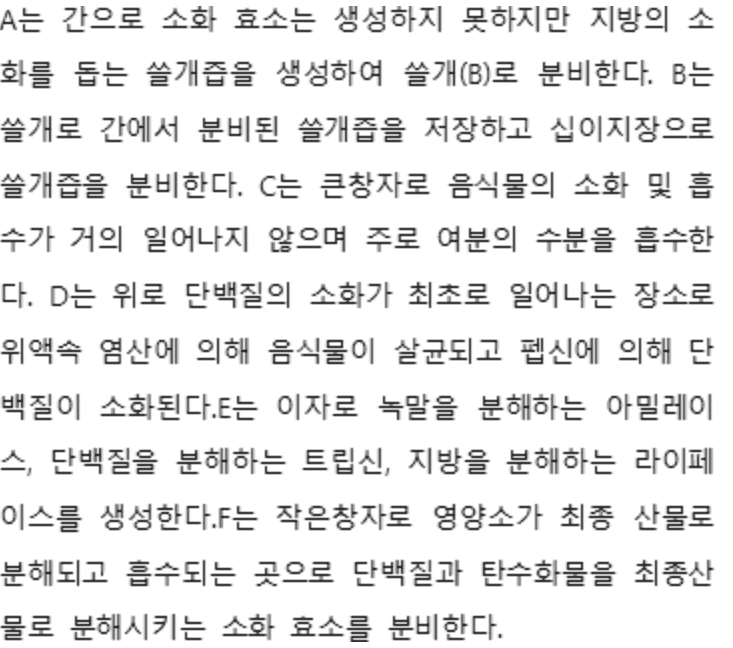 A는 간으로 소화 효소는 생성하지 못하지만 지방의 소
화를 돕는 쓸개즙을 생성하여 쓸개(B)로 분비한다. B는
쓸개로 간에서 분비된 쓸개즙을 저장하고 십이지장으로
쓸개즙을 분비한다. C는 큰창자로 음식물의 소화 및 흡
수가 거의 일어나지 않으며 주로 여분의 수분을 흡수한
다. D는 위로 단백질의 소화가 최초로 일어나는 장소로
위액속 염산에 의해 음식물이 살균되고 펩신에 의해 단
백질이 소화된다.E는 이자로 녹말을 분해하는 아밀레이
스, 단백질을 분해하는 트립신, 지방을 분해하는 라이페
이스를 생성한다.F는 작은창자로 영양소가 최종 산물로
분해되고 흡수되는 곳으로 단백질과 탄수화물을 최종산
물로 분해시키는 소화 효소를 분비한다.